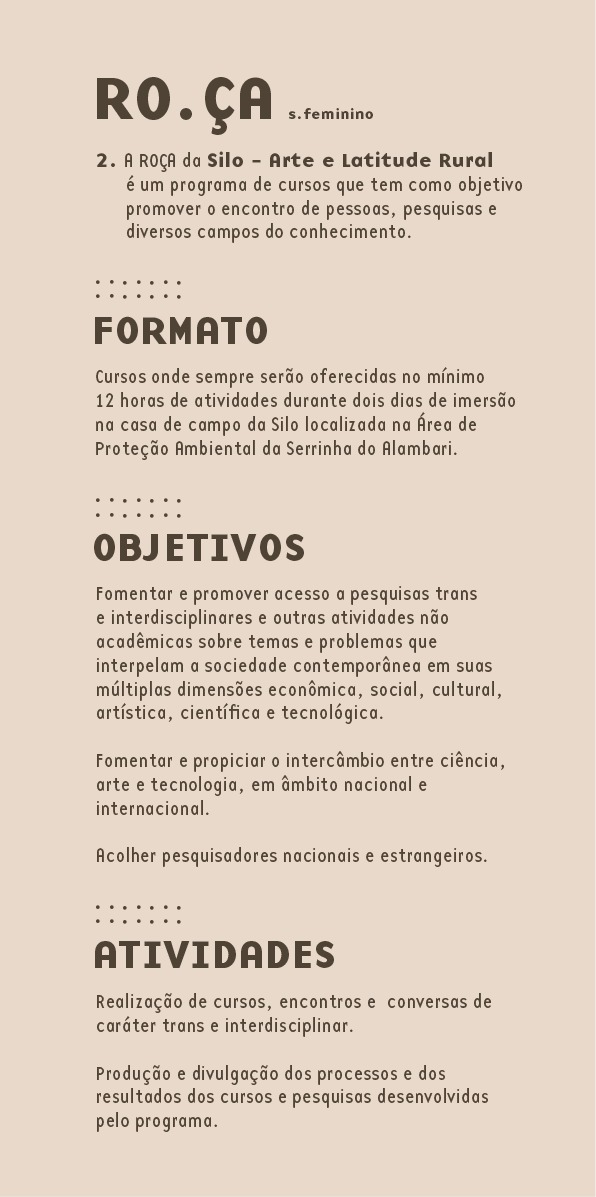 RO.ÇA s.feminino
2. A ROÇA da Silo - Arte e Latitude Rural
é um programa de cursos que tem como objetivo
promover o encontro de pessoas, pesquisas e
diversos campos do conhecimento.
FORMATO
Cursos onde sempre serão oferecidas no mínimo
12 horas de atividades durante dois dias de imersão
na casa de campo da Silo localizada na Área de
Proteção Ambiental da Serrinha do Alambari.
OBJETIVOS
Fomentar e promover acesso a pesquisas trans
e interdisciplinares e outras atividades não
acadêmicas sobre temas e problemas que
interpelam a sociedade contemporânea em suas
múltiplas dimensões econômica, social, cultural,
artística, científica e tecnológica.
Fomentar e propiciar o intercâmbio entre ciência,
arte e tecnologia, em âmbito nacional e
internacional.
Acolher pesquisadores nacionais e estrangeiros.
ATIVIDADES
Realização de cursos, encontros e conversas de
caráter trans e interdisciplinar.
Produção e divulgação dos processos e dos
resultados dos cursos e pesquisas desenvolvidas
pelo programa.